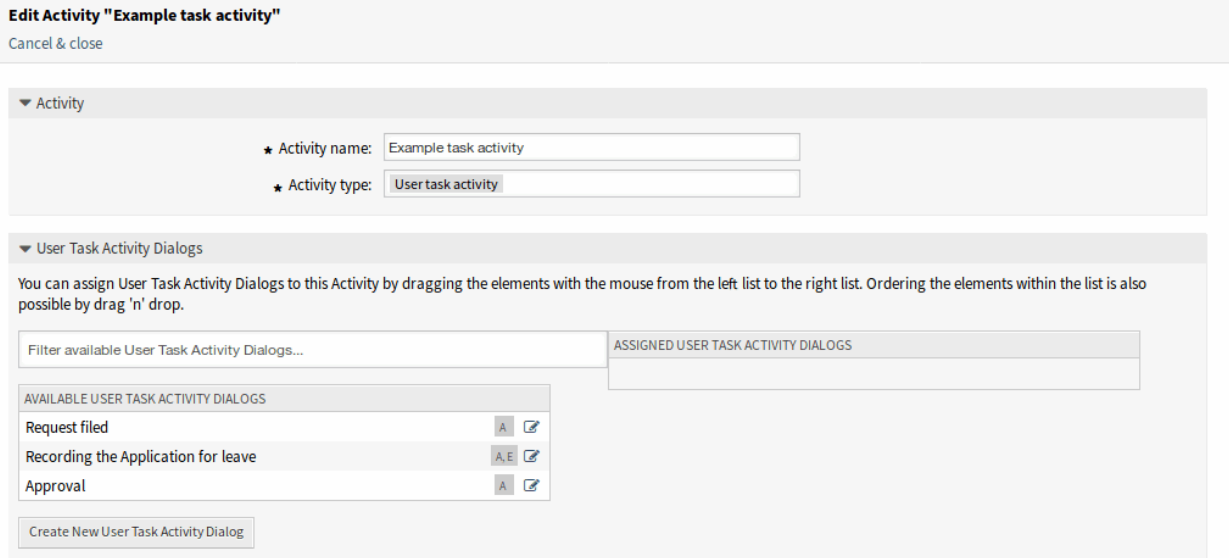 Edit Activity "Example task activity"
Cancel & close
Activity
★ Activity name: Example task activity
★ Activity type: User task activity
User Task Activity Dialogs
You can assign User Task Activity Dialogs to this Activity by dragging the elements with the mouse from the left list to the right list. Ordering the elements within the list is also
possible by drag 'n' drop.
Filter available User Task Activity Dialogs...
ASSIGNED USER TASK ACTIVITY DIALOGS
AVAILABLE USER TASK ACTIVITY DIALOGS
Request filed A
Recording the Application for leave A, E
Approval A
Create New User Task Activity Dialog